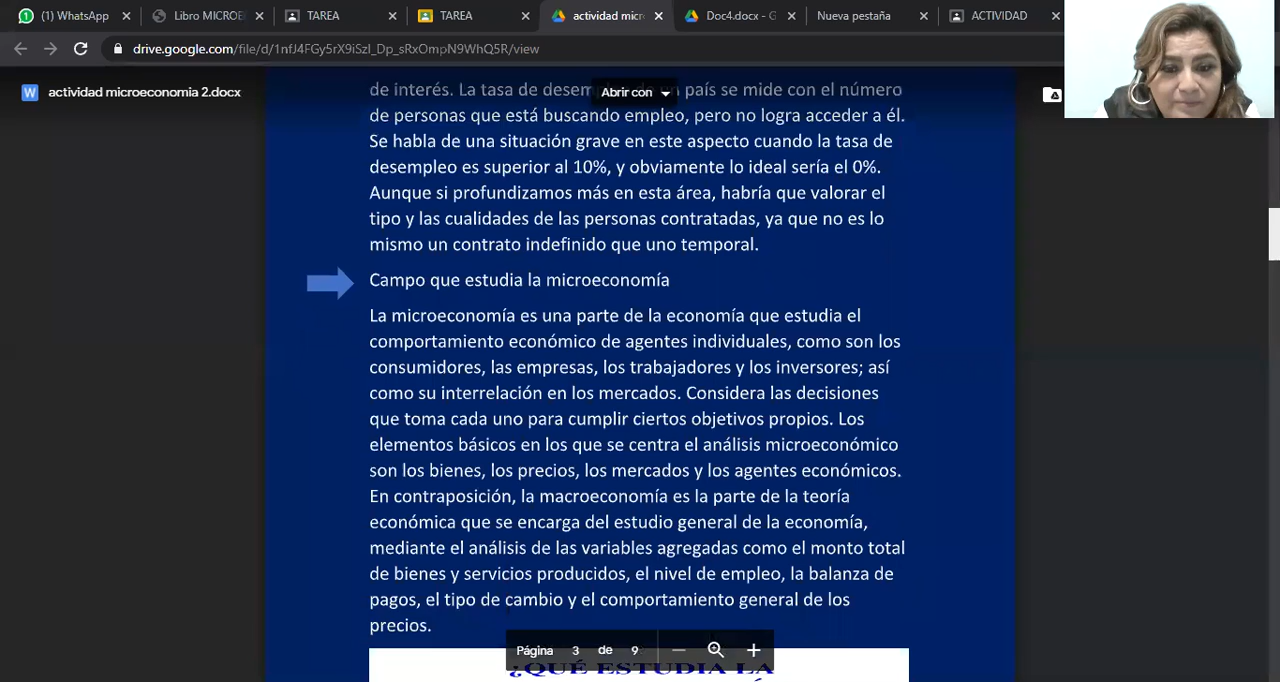 (1) WhatsApp
Libro MICROE
TAREA
TAREA
actividad micr
Doc4.docx - G
Nueva pestaña
ACTIVIDAD
drive.google.com/file/d/1nfJ4FGy5rX9iSzI_Dp_sRxOmpN9WhQ5R/view
W actividad microeconomia 2.docx
Abrir con
de interés. La tasa de país se mide con el número
de personas que está buscando empleo, pero no logra acceder a él.
Se habla de una situación grave en este aspecto cuando la tasa de
desempleo es superior al 10%, y obviamente lo ideal sería el 0%.
Aunque si profundizamos más en esta área, habría que valorar el
tipo y las cualidades de las personas contratadas, ya que no es lo
mismo un contrato indefinido que uno temporal.
Campo que estudia la microeconomía
La microeconomía es una parte de la economía que estudia el
comportamiento económico de agentes individuales, como son los
consumidores, las empresas, los trabajadores y los inversores; así
como su interrelación en los mercados. Considera las decisiones
que toma cada uno para cumplir ciertos objetivos propios. Los
elementos básicos en los que se centra el análisis microeconómico
son los bienes, los precios, los mercados y los agentes económicos.
En contraposición, la macroeconomía es la parte de la teoría
económica que se encarga del estudio general de la economía,
mediante el análisis de las variables agregadas como el monto total
de bienes y servicios producidos, el nivel de empleo, la balanza de
pagos, el tipo de cambio y el comportamiento general de los
precios.
Página 3 de 9
¿QUÉ ESTUDIA LA